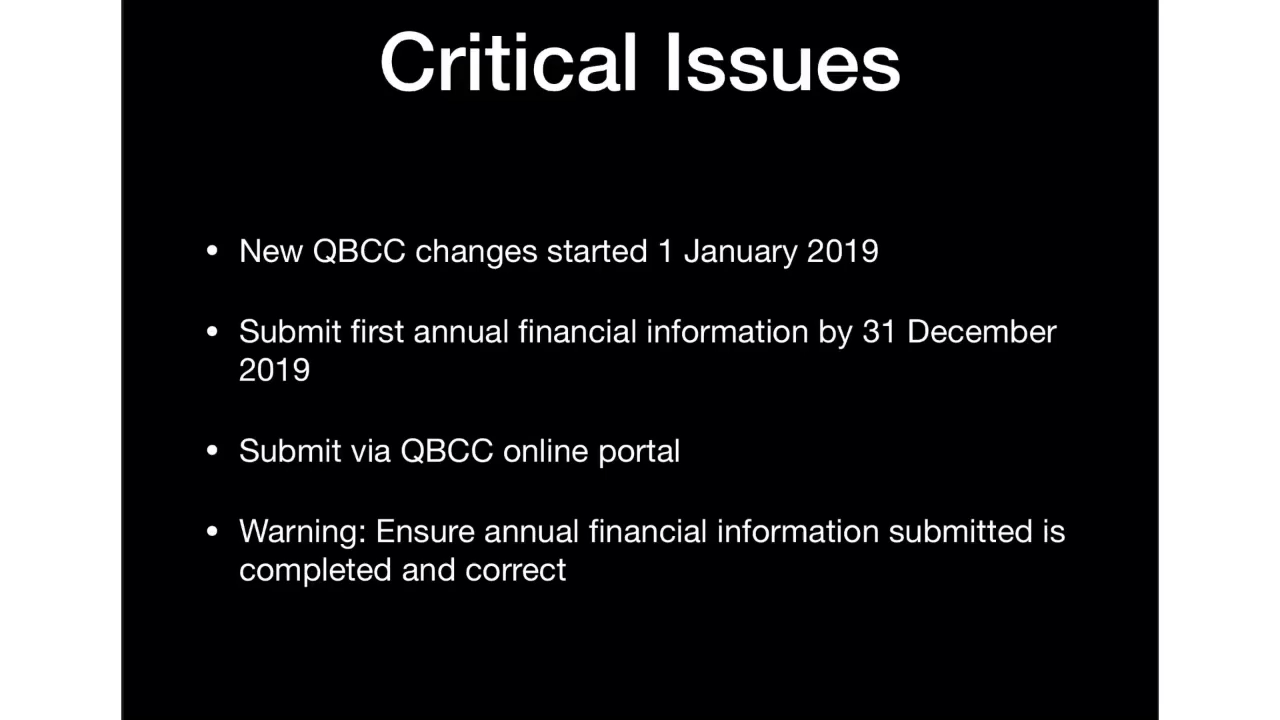 Critical Issues
• New QBCC changes started 1 January 2019
• Submit first annual financial information by 31 December
2019
• Submit via QBCC online portal
• Warning: Ensure annual financial information submitted is
completed and correct